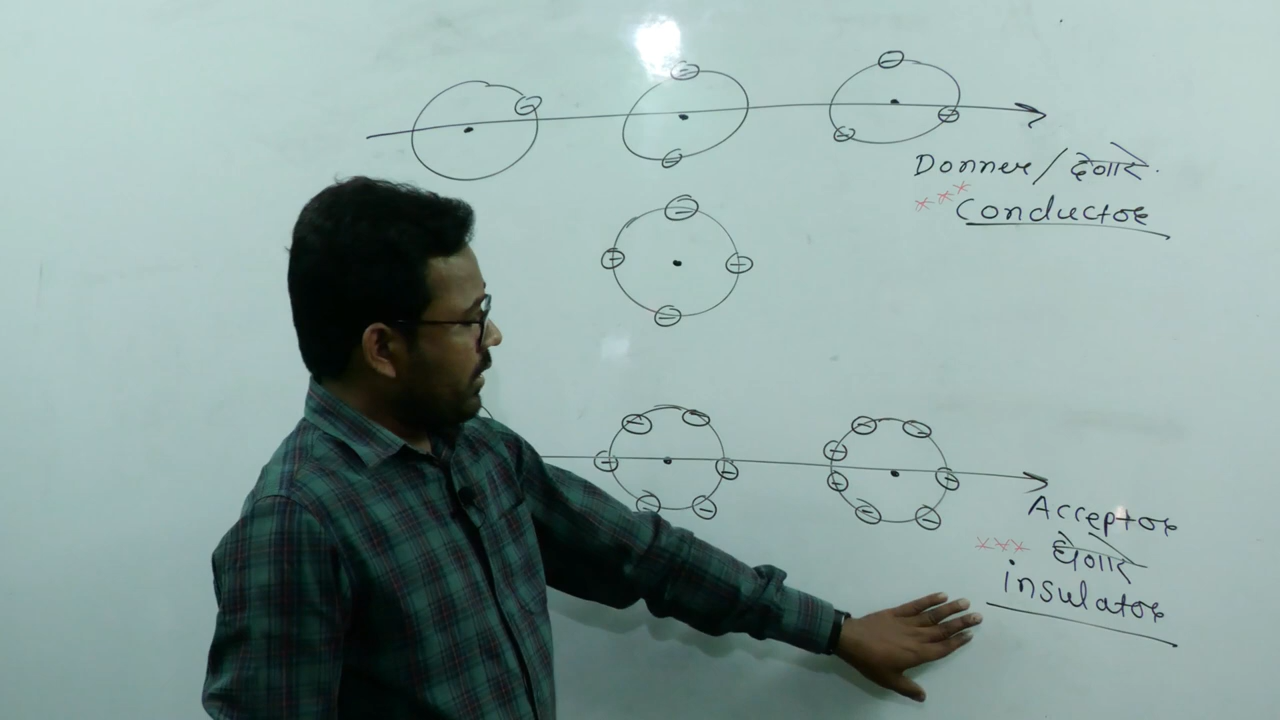 Donner / देणारे.
*** Conductor
Acceptor
*** घेणारे
insulator